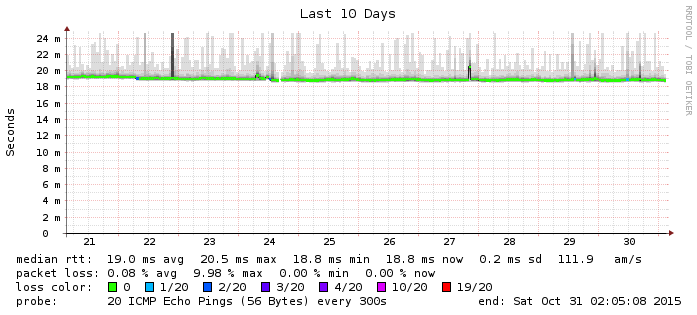 Last 10 Days
RRDTOOL / TOBI OETIKER
Seconds
24 m
22 m
20 m
18 m
16 m
14 m
12 m
10 m
8 m
6 m
4 m
2 m
0
21 22 23 24 25 26 27 28 29 30
median rtt: 19.0 ms avg 20.5 ms max 18.8 ms min 18.8 ms now 0.2 ms sd 111.9 am/s
packet loss: 0.08 % avg 9.98 % max 0.00 % min 0.00 % now
loss color: 0 1/20 2/20 3/20 4/20 10/20 19/20
probe: 20 ICMP Echo Pings (56 Bytes) every 300s end: Sat Oct 31 02:05:08 2015